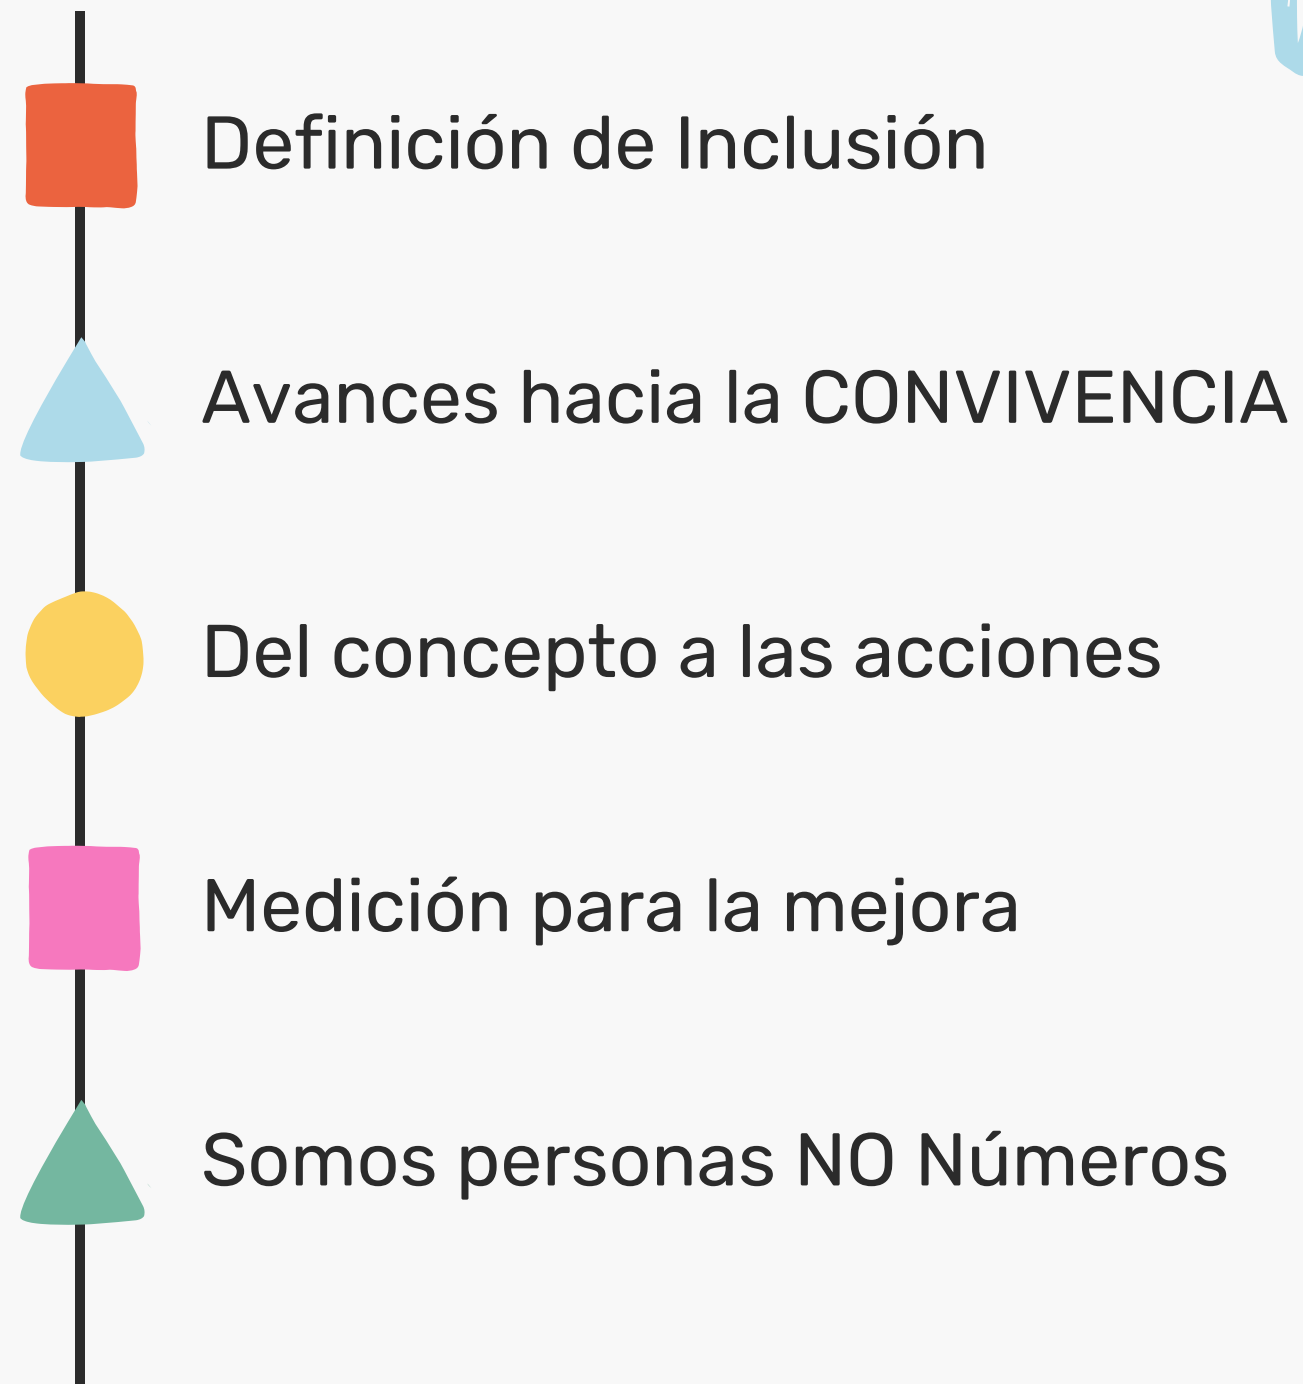 Definición de Inclusión
Avances hacia la CONVIVENCIA
Del concepto a las acciones
Medición para la mejora
Somos personas NO Números